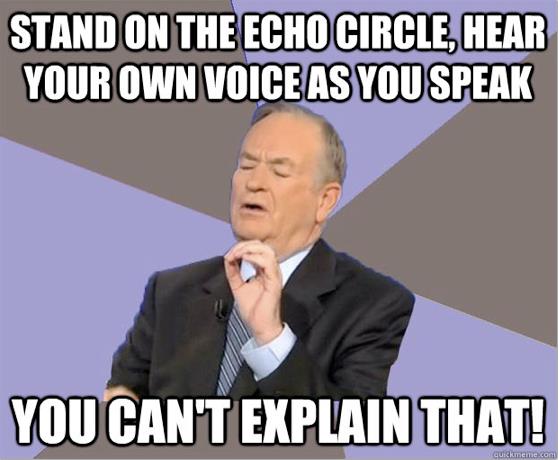 STAND ON THE ECHO CIRCLE, HEAR
YOUR OWN VOICE AS YOU SPEAK
YOU CAN'T EXPLAIN THAT!
quickmeme.com